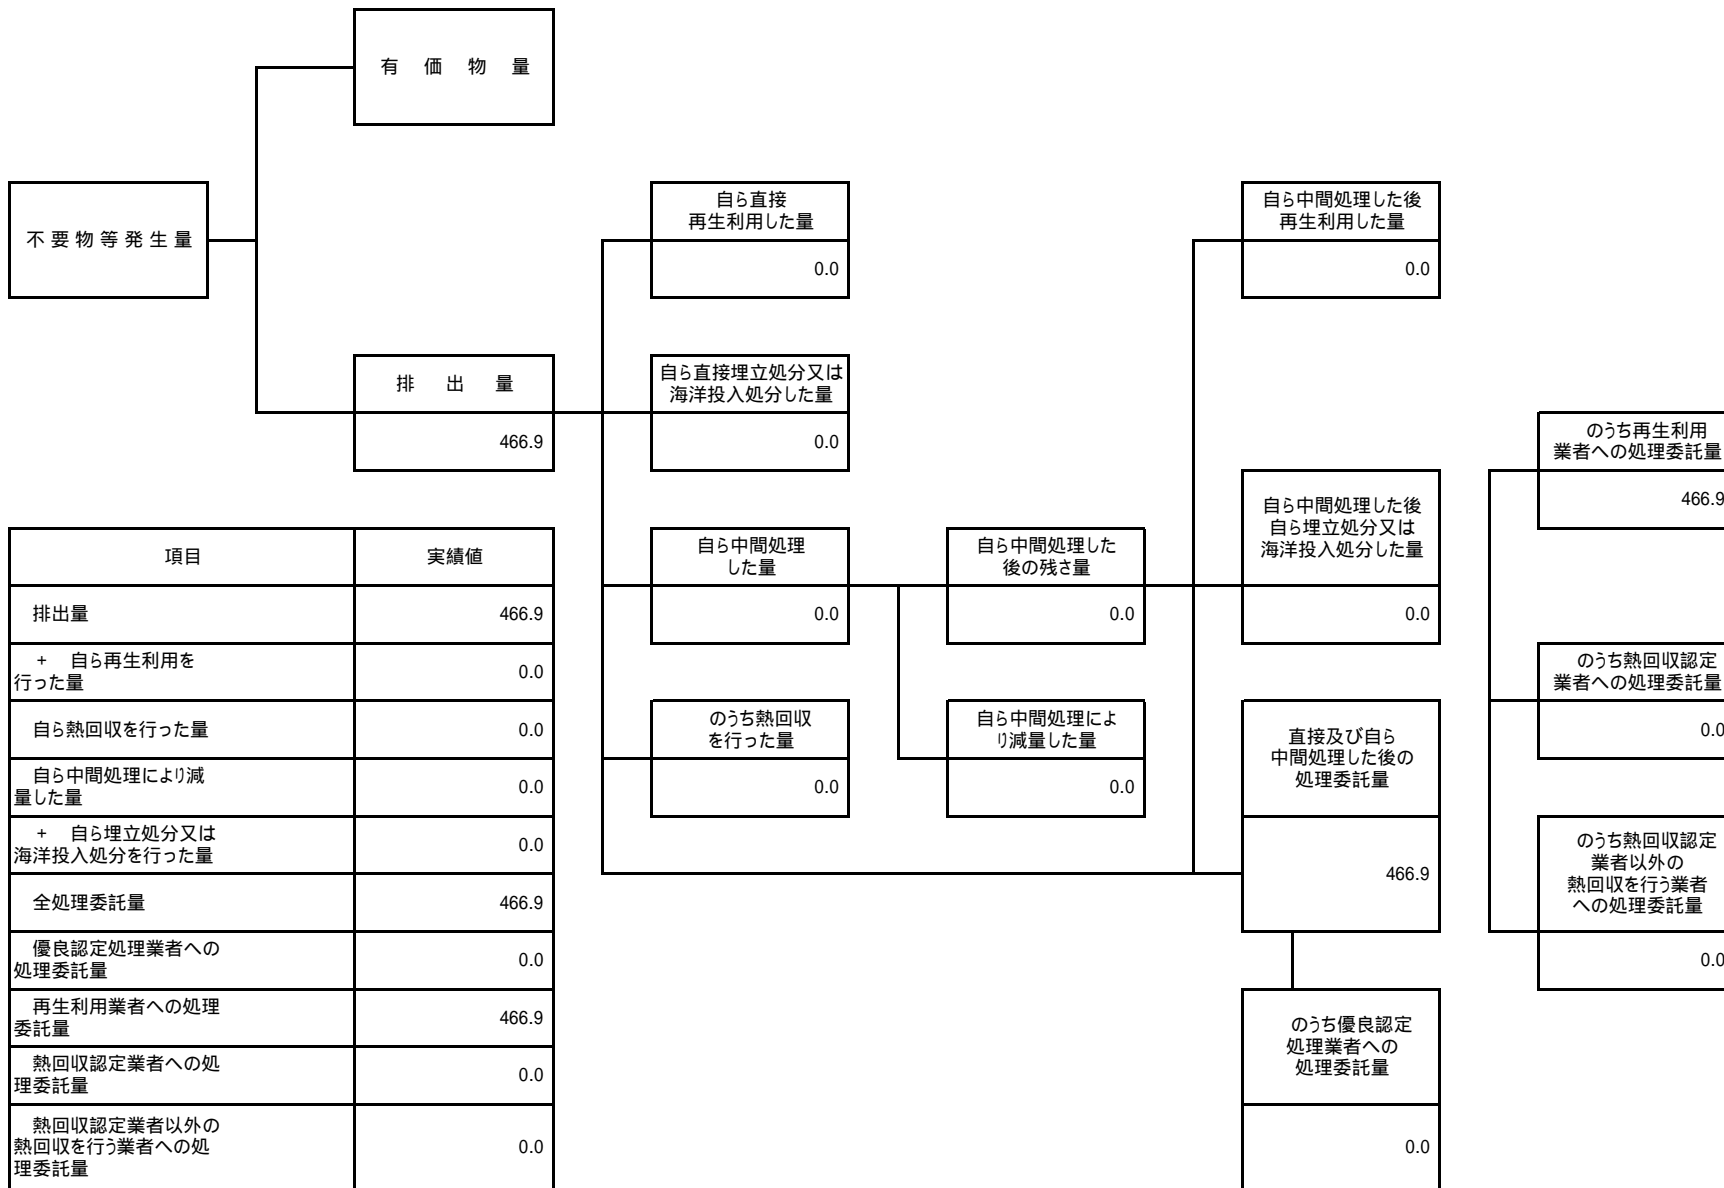 有 価 物 量
不 要 物 等 発 生 量
自ら直接
再生利用した量
0.0
自ら中間処理した後
再生利用した量
0.0
排 出 量
466.9
自ら直接埋立処分又は
海洋投入処分した量
0.0
のうち再生利用
業者への処理委託量
466.9
自ら中間処理した後
自ら埋立処分又は
海洋投入処分した量
0.0
自ら中間処理
した量
0.0
自ら中間処理した
後の残さ量
0.0
のうち熱回収認定
業者への処理委託量
0.0
のうち熱回収
を行った量
0.0
自ら中間処理によ
り減量した量
0.0
直接及び自ら
中間処理した後の
処理委託量
466.9
のうち熱回収認定
業者以外の
熱回収を行う業者
への処理委託量
0.0
のうち優良認定
処理業者への
処理委託量
0.0
項目 実績値
排出量 466.9
+ 自ら再生利用を
行った量
0.0
自ら熱回収を行った量 0.0
自ら中間処理により減
量した量
0.0
+ 自ら埋立処分又は
海洋投入処分を行った量
0.0
全処理委託量 466.9
優良認定処理業者への
処理委託量
0.0
再生利用業者への処理
委託量
466.9
熱回収認定業者への処
理委託量
0.0
熱回収認定業者以外の
熱回収を行う業者への処
理委託量
0.0